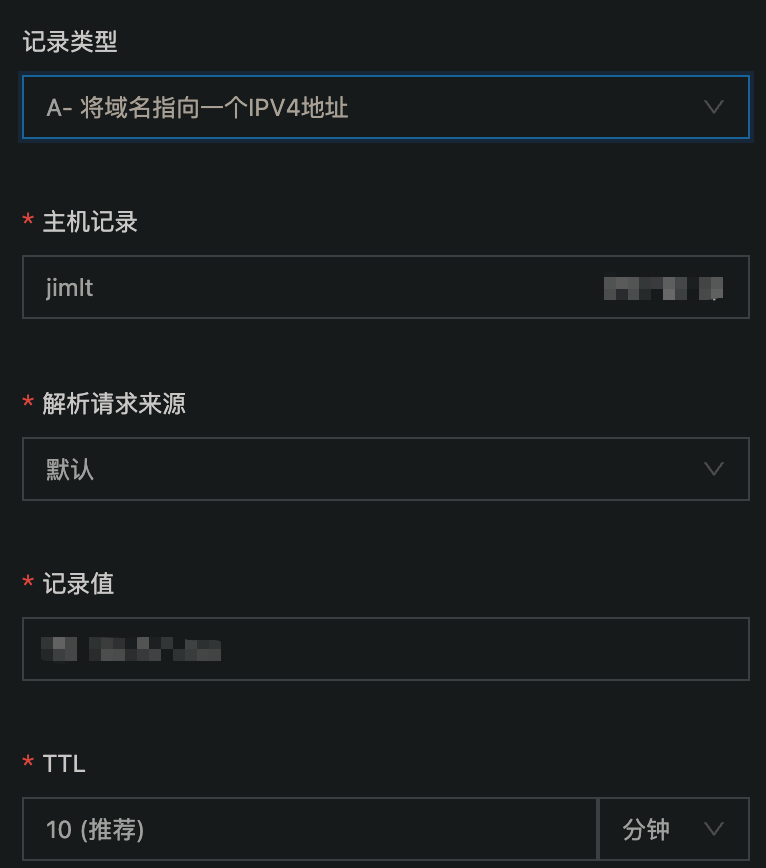 记录类型
A- 将域名指向一个IPV4地址
* 主机记录
jimlt
* 解析请求来源
默认
* 记录值
* TTL
10 (推荐) 分钟